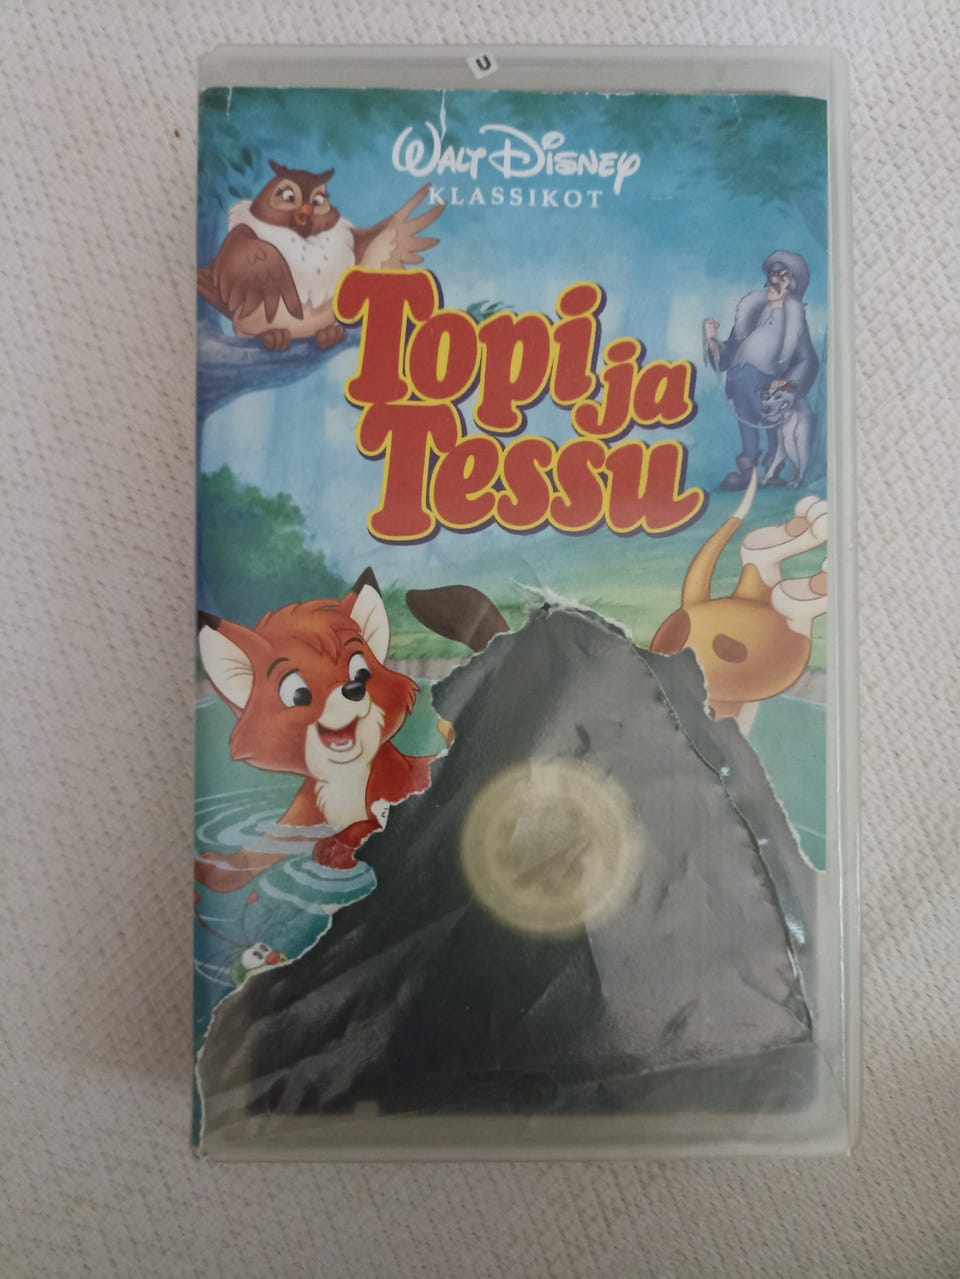 U
WALT DISNEY
KLASSIKOT
Topi ja
Tessu